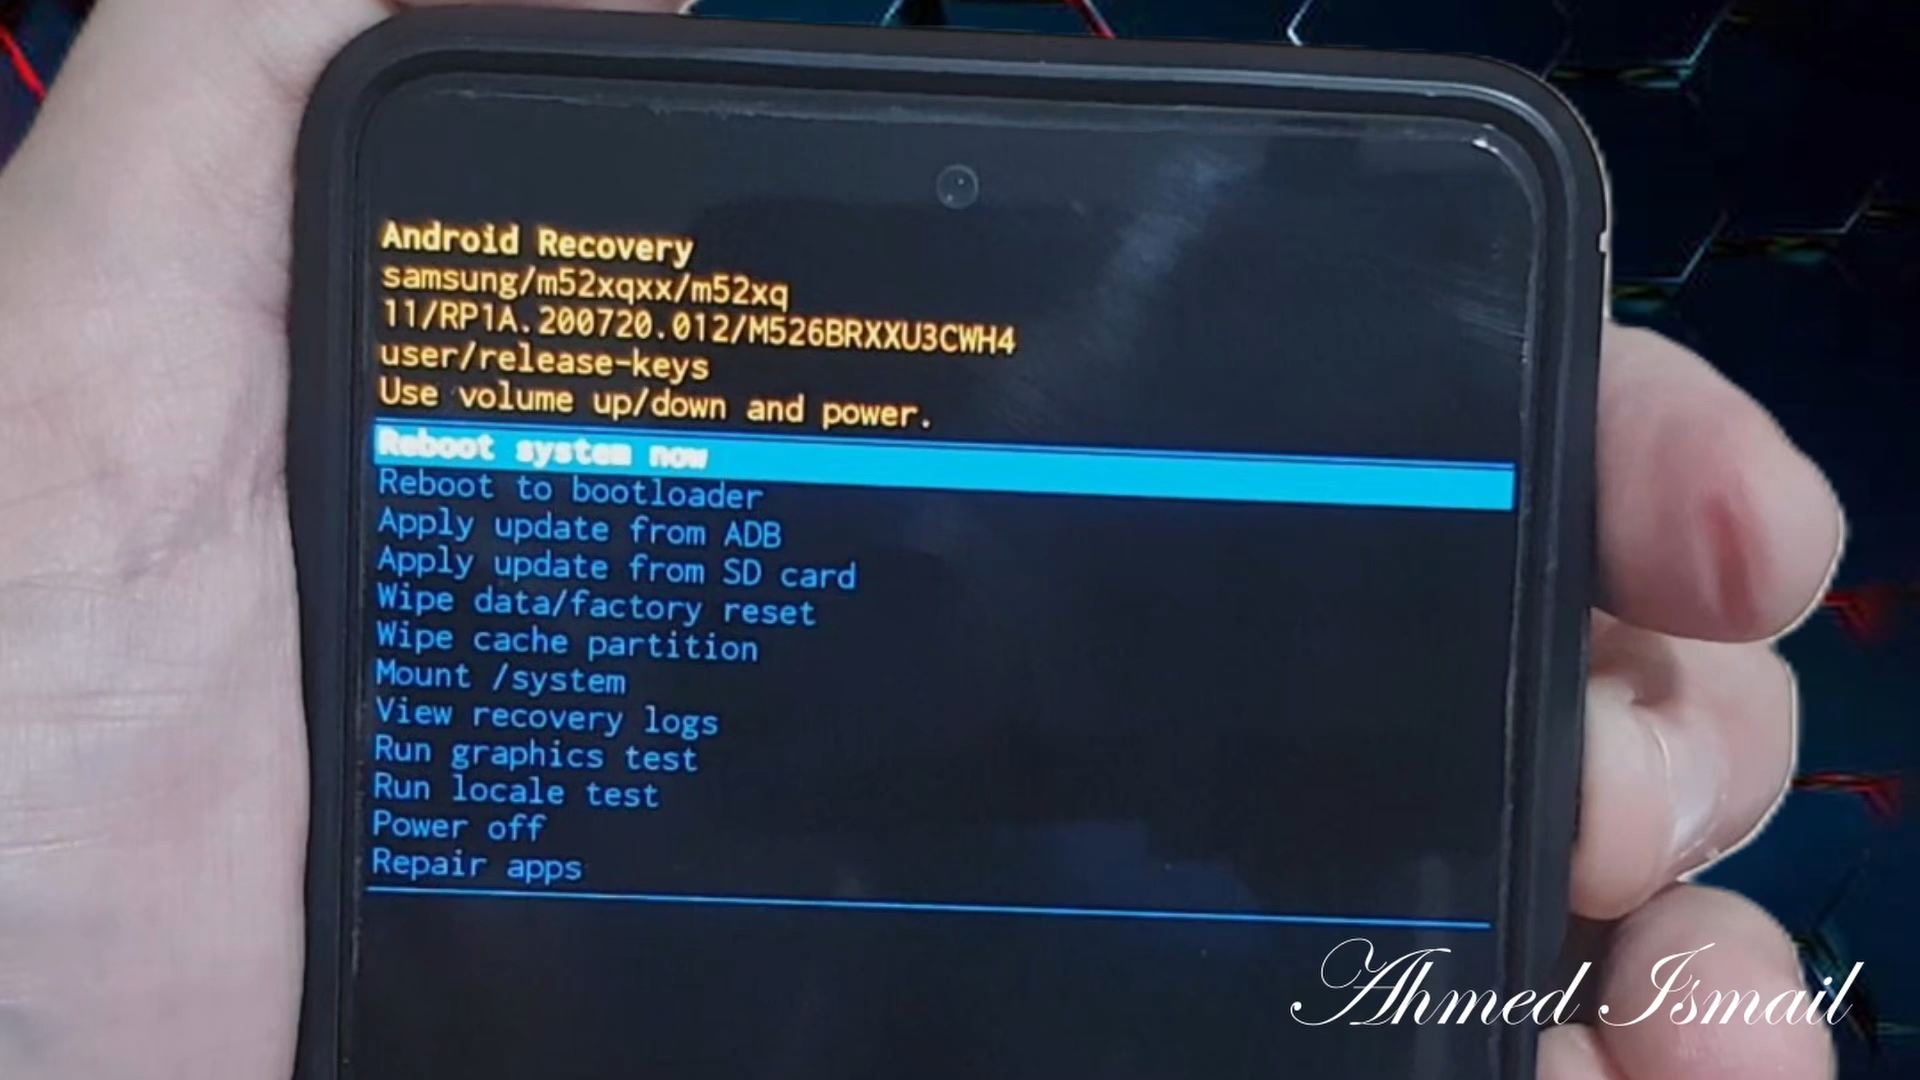 Android Recovery
samsung/m52xqxx/m52xq
11/RP1A.200720.012/M526BRXXU3CWH4
user/release-keys
Use volume up/down and power.
Reboot system now
Reboot to bootloader
Apply update from ADB
Apply update from SD card
Wipe data/factory reset
Wipe cache partition
Mount /system
View recovery logs
Run graphics test
Run locale test
Power off
Repair apps
Ahmed Ismail